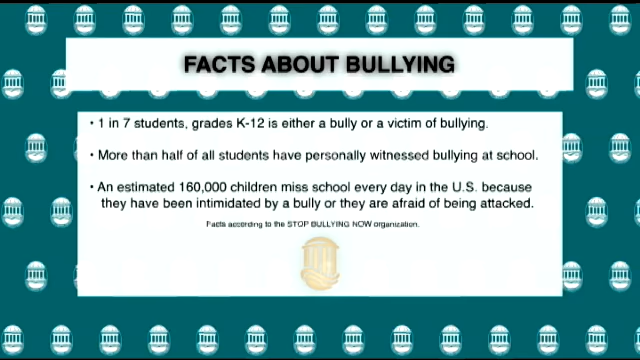 FACTS ABOUT BULLYING
• 1 in 7 students, grades K-12 is either a bully or a victim of bullying.
• More than half of all students have personally witnessed bullying at school.
• An estimated 160,000 children miss school every day in the U.S. because
they have been intimidated by a bully or they are afraid of being attacked.
Facts according to the STOP BULLYING NOW organization.